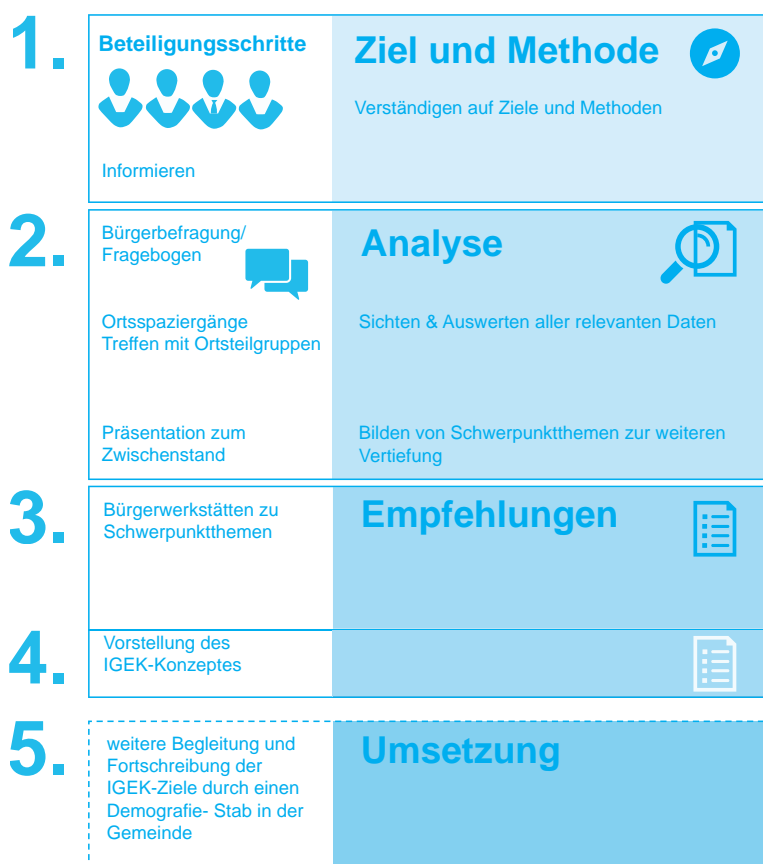 1.
Beteiligungsschritte
Informieren
Ziel und Methode
Verständigen auf Ziele und Methoden
2.
Bürgerbefragung/
Fragebogen
Ortsspaziergänge
Treffen mit Ortsteilgruppen
Präsentation zum
Zwischenstand
Analyse
Sichten & Auswerten aller relevanten Daten
Bilden von Schwerpunktthemen zur weiteren
Vertiefung
3.
Bürgerwerkstätten zu
Schwerpunktthemen
Empfehlungen
4.
Vorstellung des
IGEK-Konzeptes
5.
weitere Begleitung und
Fortschreibung der
IGEK-Ziele durch einen
Demografie- Stab in der
Gemeinde
Umsetzung